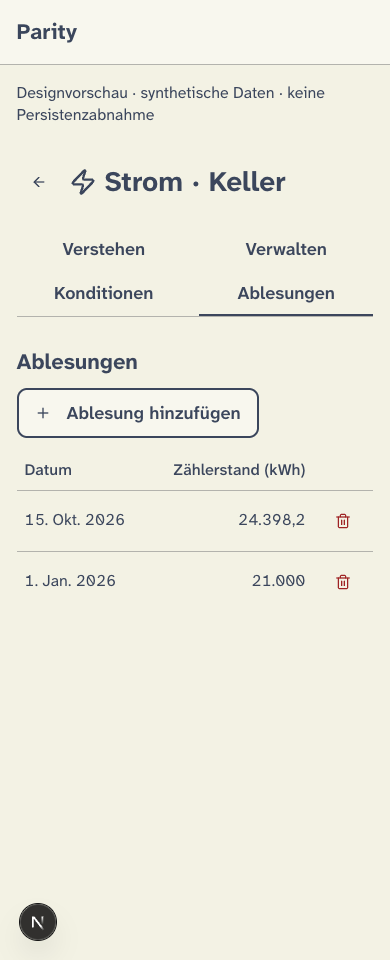 Parity
Designvorschau · synthetische Daten · keine
Persistenzabnahme
Strom · Keller
Verstehen Verwalten
Konditionen Ablesungen
Ablesungen
Ablesung hinzufügen
Datum Zählerstand (kWh)
15. Okt. 2026 24.398,2
1. Jan. 2026 21.000
N